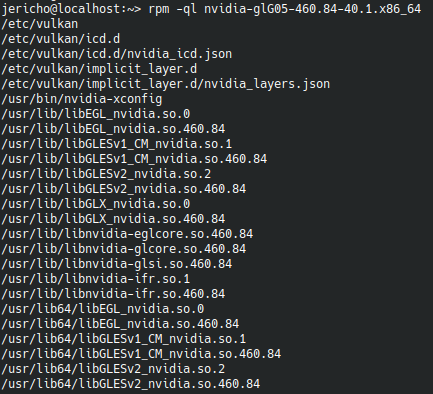 jericho@localhost:~> rpm -ql nvidia-glG05-460.84-40.1.x86_64
/etc/vulkan
/etc/vulkan/icd.d
/etc/vulkan/icd.d/nvidia_icd.json
/etc/vulkan/implicit_layer.d
/etc/vulkan/implicit_layer.d/nvidia_layers.json
/usr/bin/nvidia-xconfig
/usr/lib/libEGL_nvidia.so.0
/usr/lib/libEGL_nvidia.so.460.84
/usr/lib/libGLESv1_CM_nvidia.so.1
/usr/lib/libGLESv1_CM_nvidia.so.460.84
/usr/lib/libGLESv2_nvidia.so.2
/usr/lib/libGLESv2_nvidia.so.460.84
/usr/lib/libGLX_nvidia.so.0
/usr/lib/libGLX_nvidia.so.460.84
/usr/lib/libnvidia-eglcore.so.460.84
/usr/lib/libnvidia-glcore.so.460.84
/usr/lib/libnvidia-glsi.so.460.84
/usr/lib/libnvidia-ifr.so.1
/usr/lib/libnvidia-ifr.so.460.84
/usr/lib64/libEGL_nvidia.so.0
/usr/lib64/libEGL_nvidia.so.460.84
/usr/lib64/libGLESv1_CM_nvidia.so.1
/usr/lib64/libGLESv1_CM_nvidia.so.460.84
/usr/lib64/libGLESv2_nvidia.so.2
/usr/lib64/libGLESv2_nvidia.so.460.84